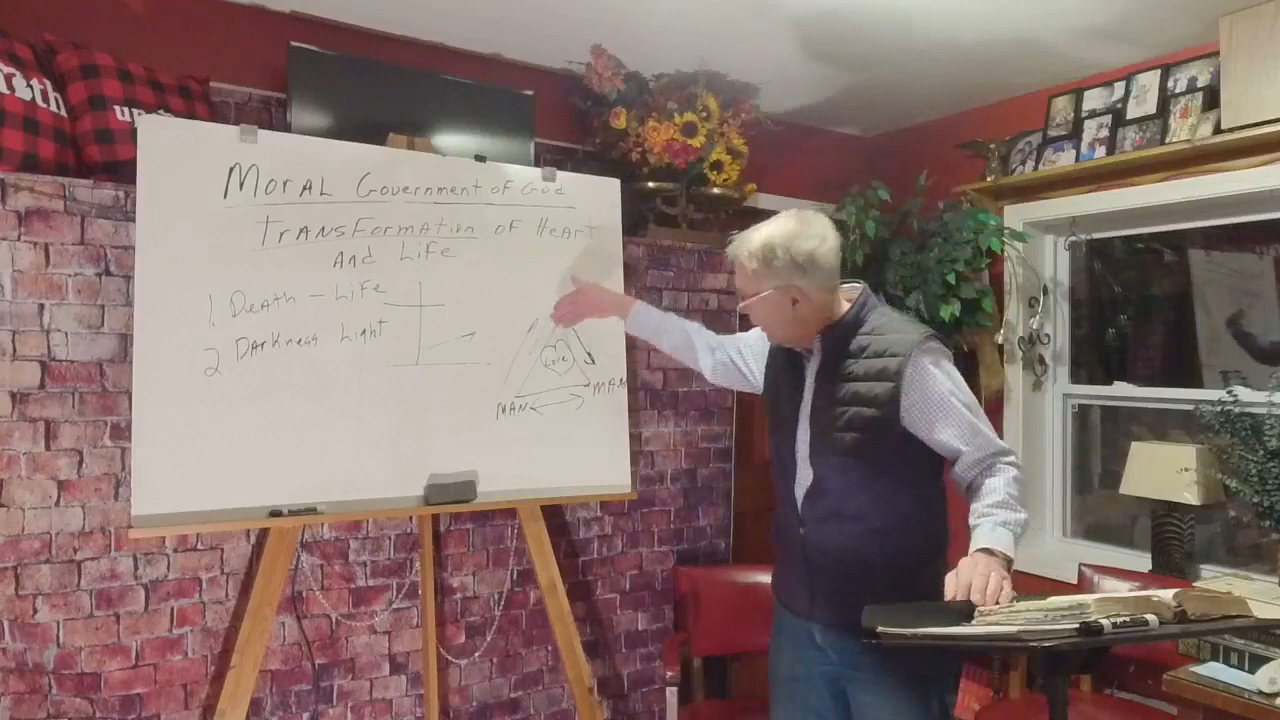 MORAL Government of God
TRANSFormation of Heart
And Life
1. Death - Life
2 Darkness Light
Love
MAN
MAN